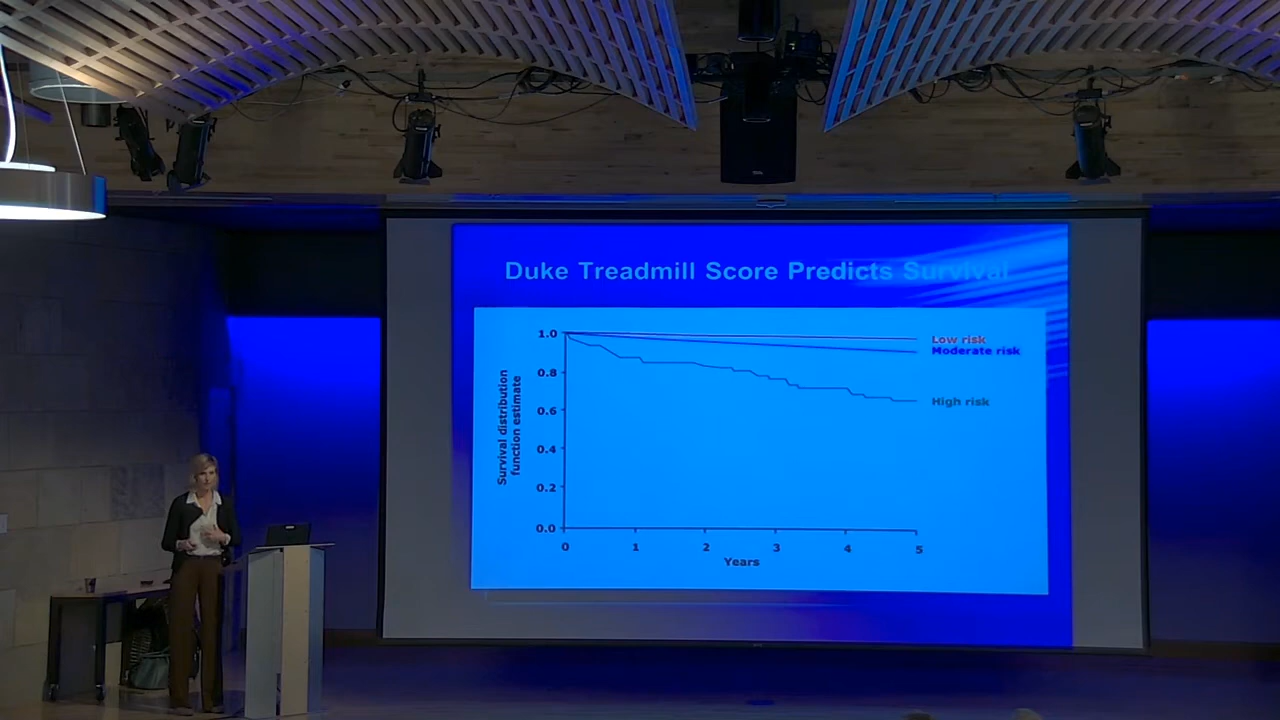 Duke Treadmill Score Predicts Survival
1.0
0.8
0.6
0.4
0.2
0.0
Survival distribution
function estimate
Low risk
Moderate risk
High risk
0 1 2 3 4 5
Years